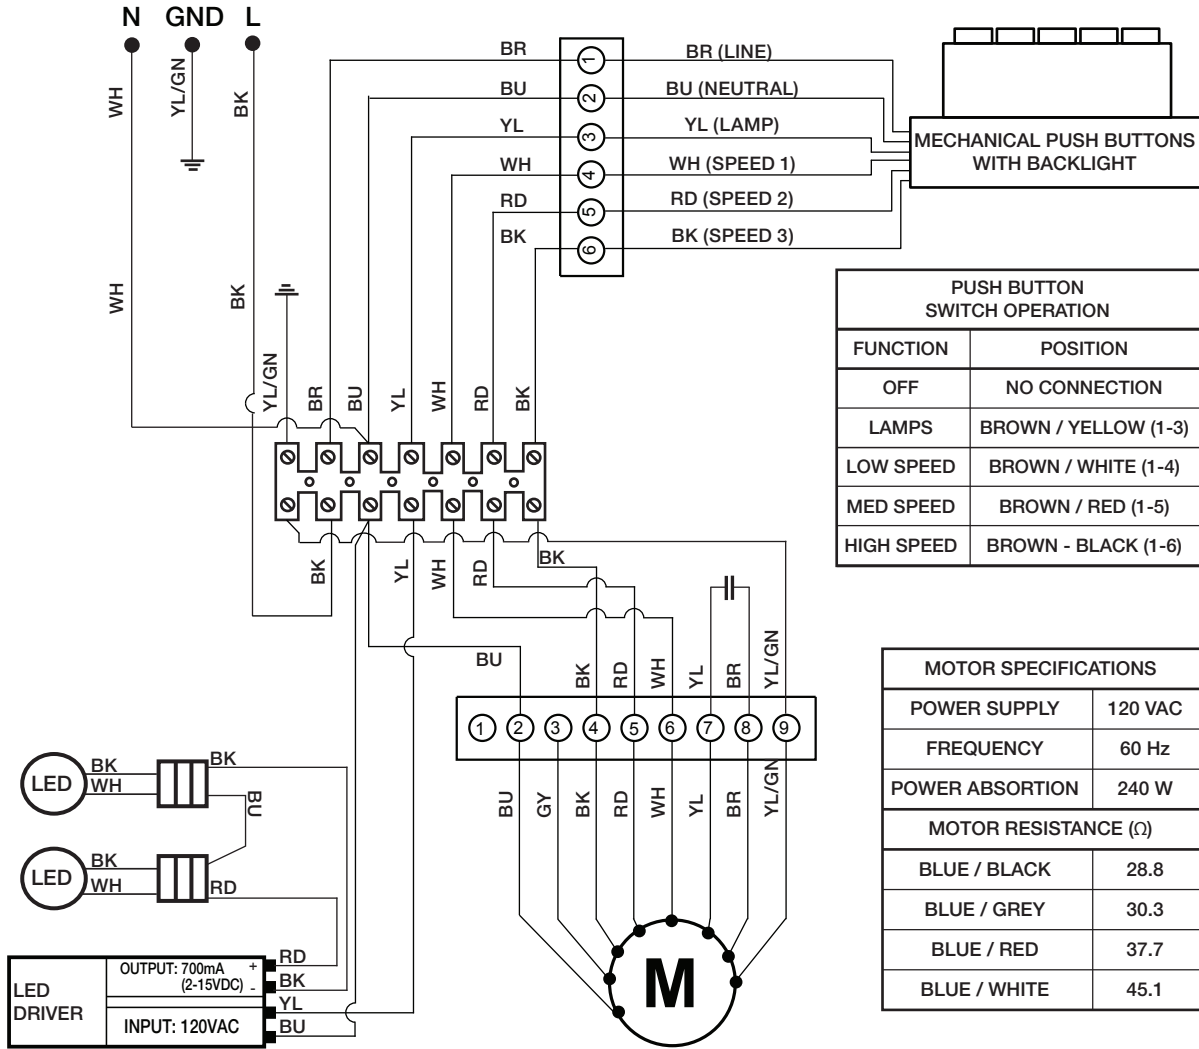 N GND L
WH
YL/GN
BK
WH
BK
BR
BU
YL
WH
RD
BK
1
2
3
4
5
6
BR (LINE)
BU (NEUTRAL)
YL (LAMP)
WH (SPEED 1)
RD (SPEED 2)
BK (SPEED 3)
MECHANICAL PUSH BUTTONS
WITH BACKLIGHT
PUSH BUTTON
SWITCH OPERATION
FUNCTION POSITION
OFF NO CONNECTION
LAMPS BROWN / YELLOW (1-3)
LOW SPEED BROWN / WHITE (1-4)
MED SPEED BROWN / RED (1-5)
HIGH SPEED BROWN - BLACK (1-6)
YL/GN
BR
BU
YL
WH
RD
BK
BK
YL
WH
RD
BK
BU
BK
RD
WH
YL
BR
YL/GN
1 2 3 4 5 6 7 8 9
BU
GY
BK
RD
WH
YL
BR
YL/GN
M
MOTOR SPECIFICATIONS
POWER SUPPLY 120 VAC
FREQUENCY 60 Hz
POWER ABSORTION 240 W
MOTOR RESISTANCE (Ω)
BLUE / BLACK 28.8
BLUE / GREY 30.3
BLUE / RED 37.7
BLUE / WHITE 45.1
LED
BK
WH
BK
BU
LED
BK
WH
RD
LED
DRIVER
OUTPUT: 700mA +
(2-15VDC) -
INPUT: 120VAC
RD
BK
YL
BU